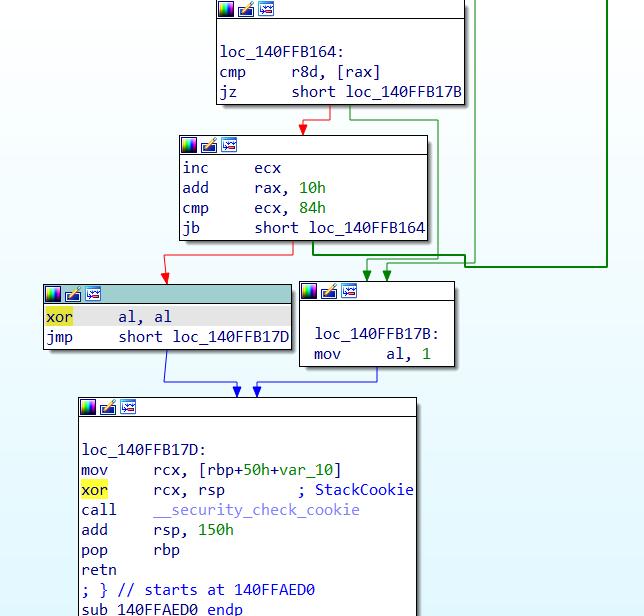 loc_140FFB164:
cmp r8d, [rax]
jz short loc_140FFB17B
inc ecx
add rax, 10h
cmp ecx, 84h
jb short loc_140FFB164
xor al, al
jmp short loc_140FFB17D
loc_140FFB17B:
mov al, 1
loc_140FFB17D:
mov rcx, [rbp+50h+var_10]
xor rcx, rsp ; StackCookie
call __security_check_cookie
add rsp, 150h
pop rbp
retn
; } // starts at 140FFAED0
sub_140FFAED0 endp